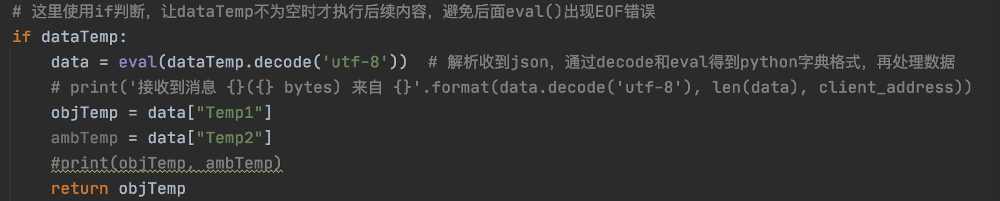 # 这里使用if判断，让dataTemp不为空时才执行后续内容，避免后面eval()出现EOF错误
if dataTemp:
    data = eval(dataTemp.decode('utf-8'))  # 解析收到json，通过decode和eval得到python字典格式，再处理数据
    # print('接收到消息 {}({} bytes) 来自 {}'.format(data.decode('utf-8'), len(data), client_address))
    objTemp = data["Temp1"]
    ambTemp = data["Temp2"]
    #print(objTemp, ambTemp)
    return objTemp